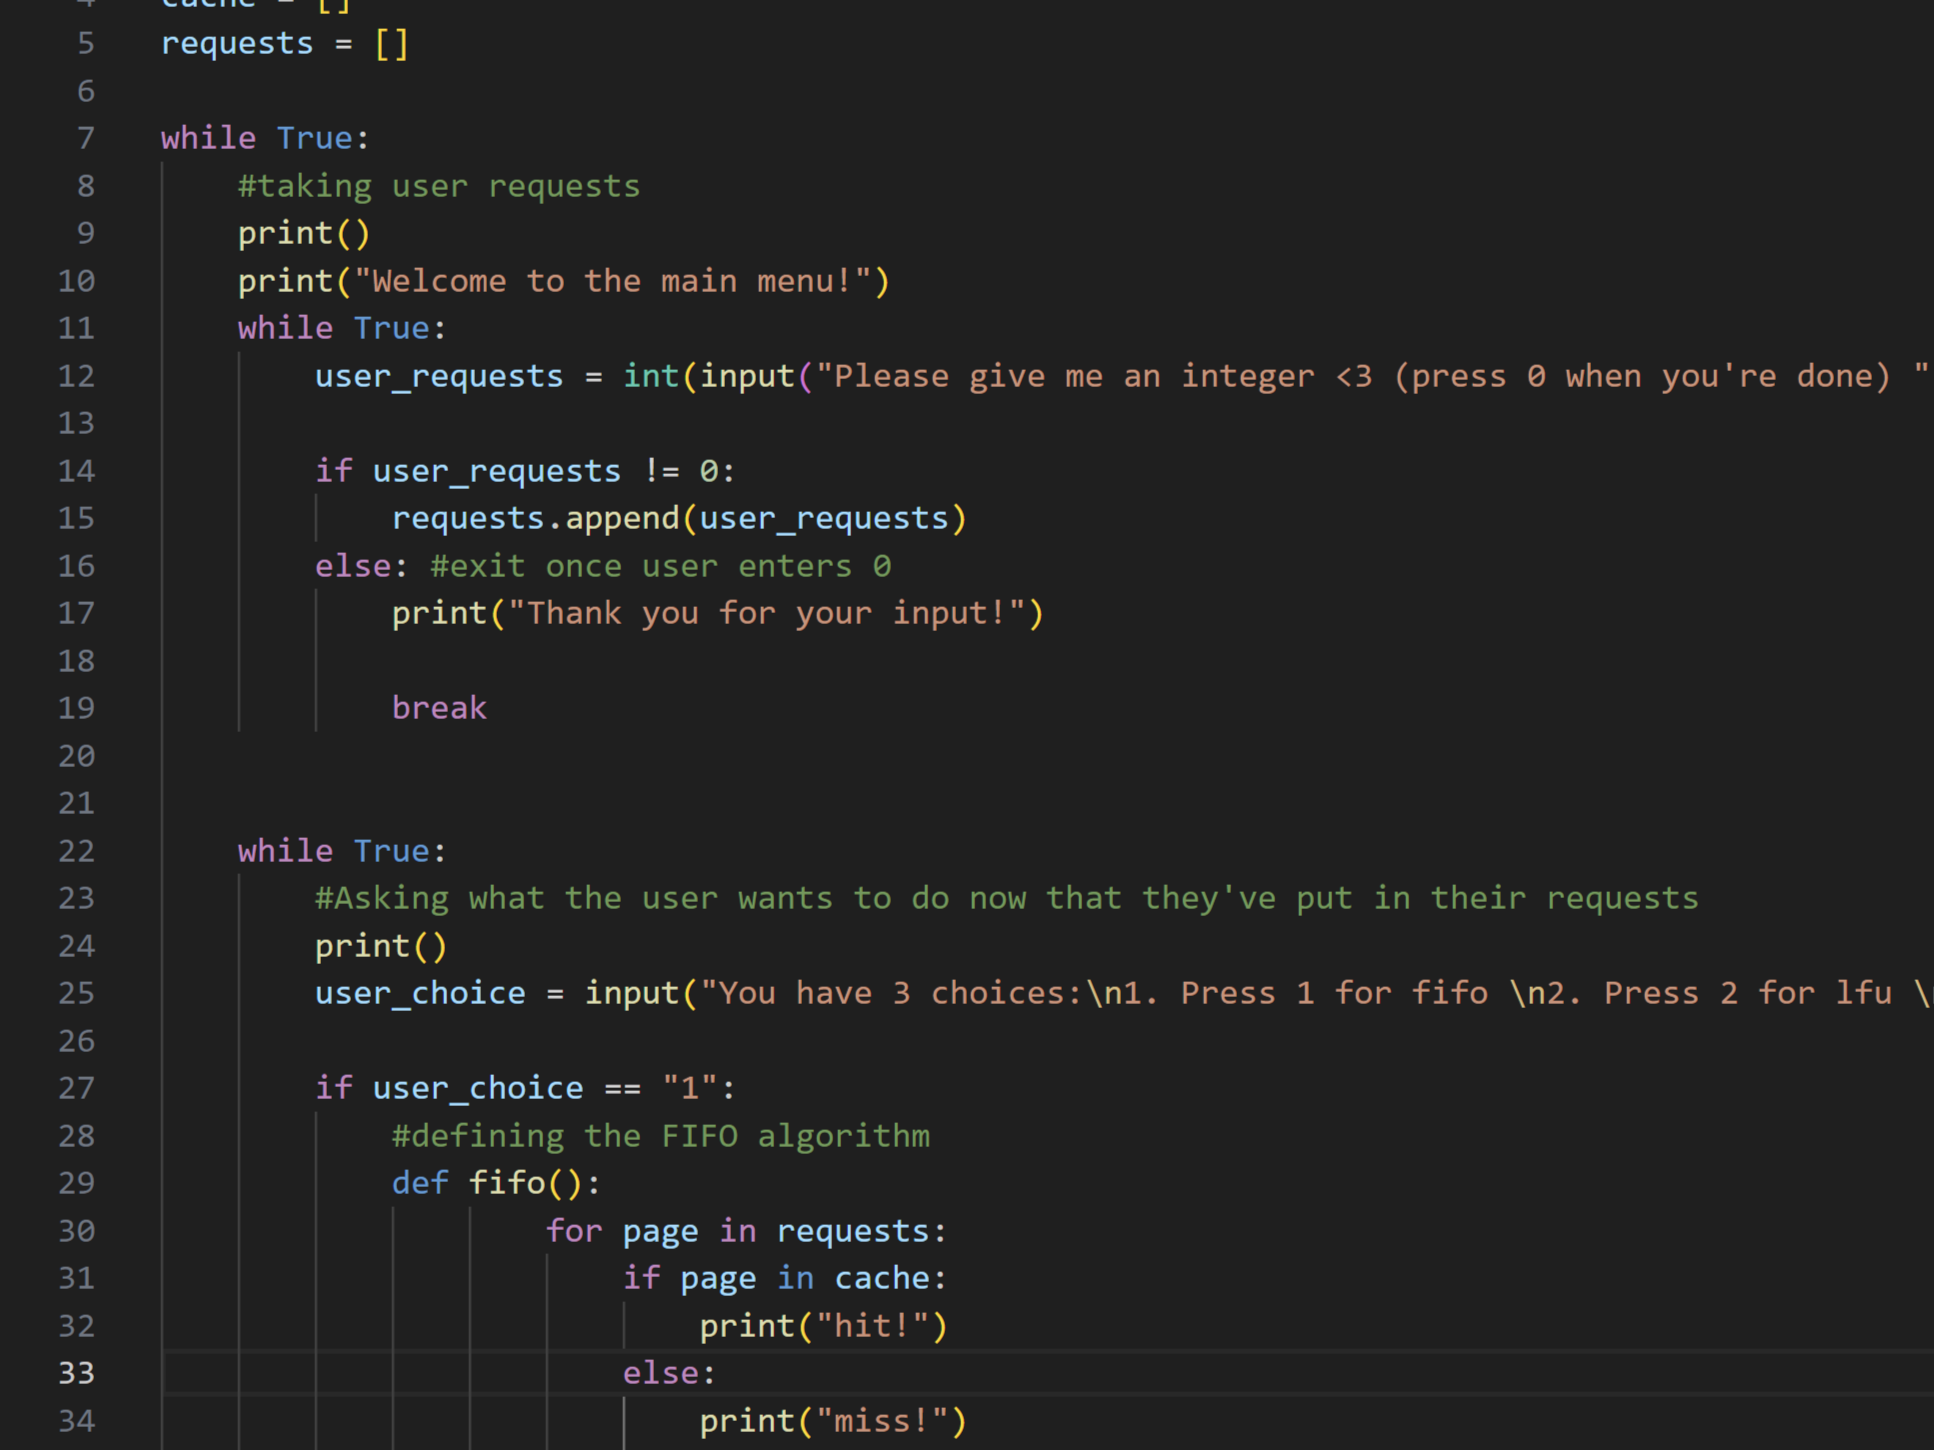 4 cache = []
5 requests = []
6
7 while True:
8     #taking user requests
9     print()
10     print("Welcome to the main menu!")
11     while True:
12         user_requests = int(input("Please give me an integer <3 (press 0 when you're done) "
13
14         if user_requests != 0:
15             requests.append(user_requests)
16         else: #exit once user enters 0
17             print("Thank you for your input!")
18
19             break
20
21
22     while True:
23         #Asking what the user wants to do now that they've put in their requests
24         print()
25         user_choice = input("You have 3 choices:\n1. Press 1 for fifo \n2. Press 2 for lfu \
26
27         if user_choice == "1":
28             #defining the FIFO algorithm
29             def fifo():
30                     for page in requests:
31                         if page in cache:
32                             print("hit!")
33                         else:
34                             print("miss!")